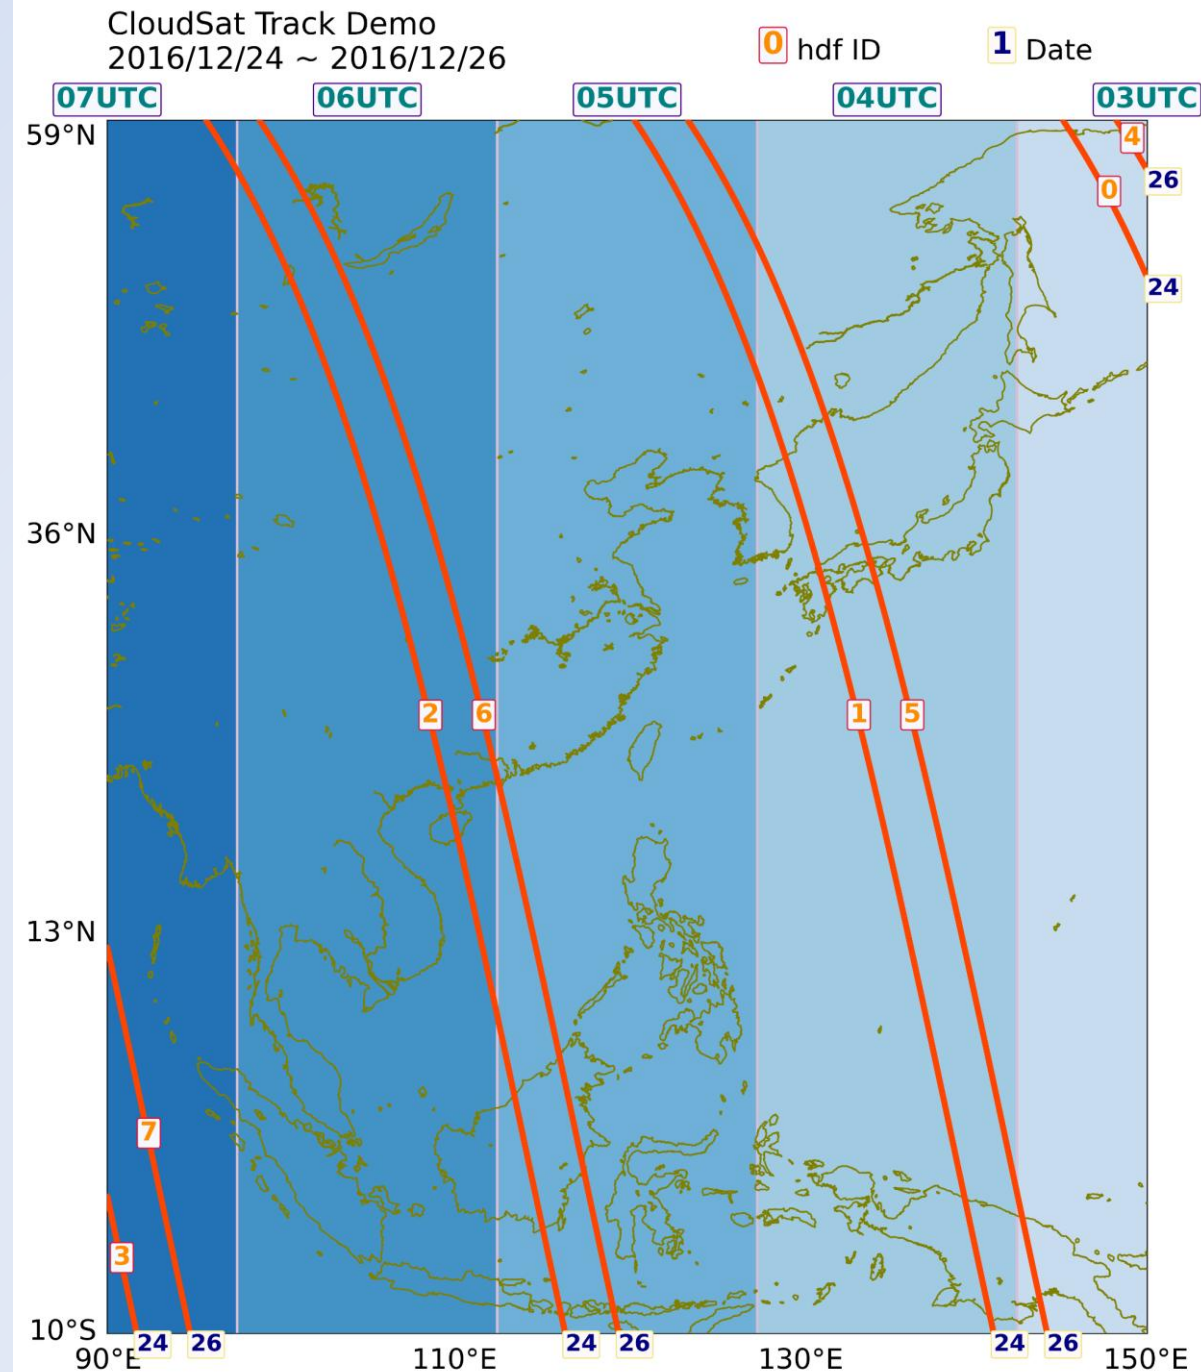 CloudSat Track Demo
2016/12/24 ~ 2016/12/26
0 hdf ID
1 Date
07UTC 06UTC 05UTC 04UTC 03UTC
59°N
4
26
0
24
36°N
2 6 1 5
13°N
7
3
10°S
24 26 24 26 24 26
90°E 110°E 130°E 150°E